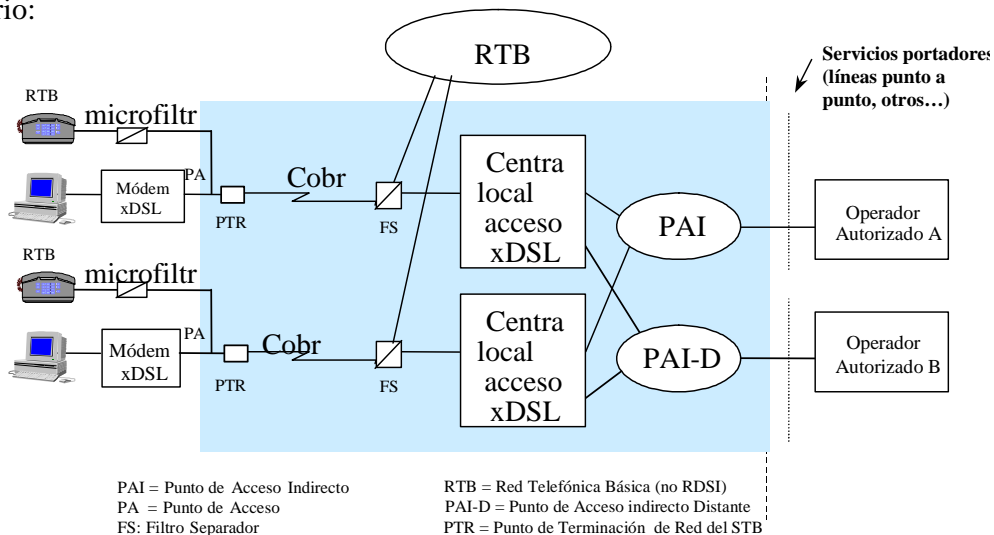 rio:
RTB
Servicios portadores
(líneas punto a
punto, otros…)
RTB
microfiltr
Módem
xDSL
PA
PTR
Cobr
FS
Centra
local
acceso
xDSL
PAI
Operador
Autorizado A
RTB
microfiltr
Módem
xDSL
PA
PTR
Cobr
FS
Centra
local
acceso
xDSL
PAI-D
Operador
Autorizado B
PAI = Punto de Acceso Indirecto
PA = Punto de Acceso
FS: Filtro Separador
RTB = Red Telefónica Básica (no RDSI)
PAI-D = Punto de Acceso indirecto Distante
PTR = Punto de Terminación de Red del STB